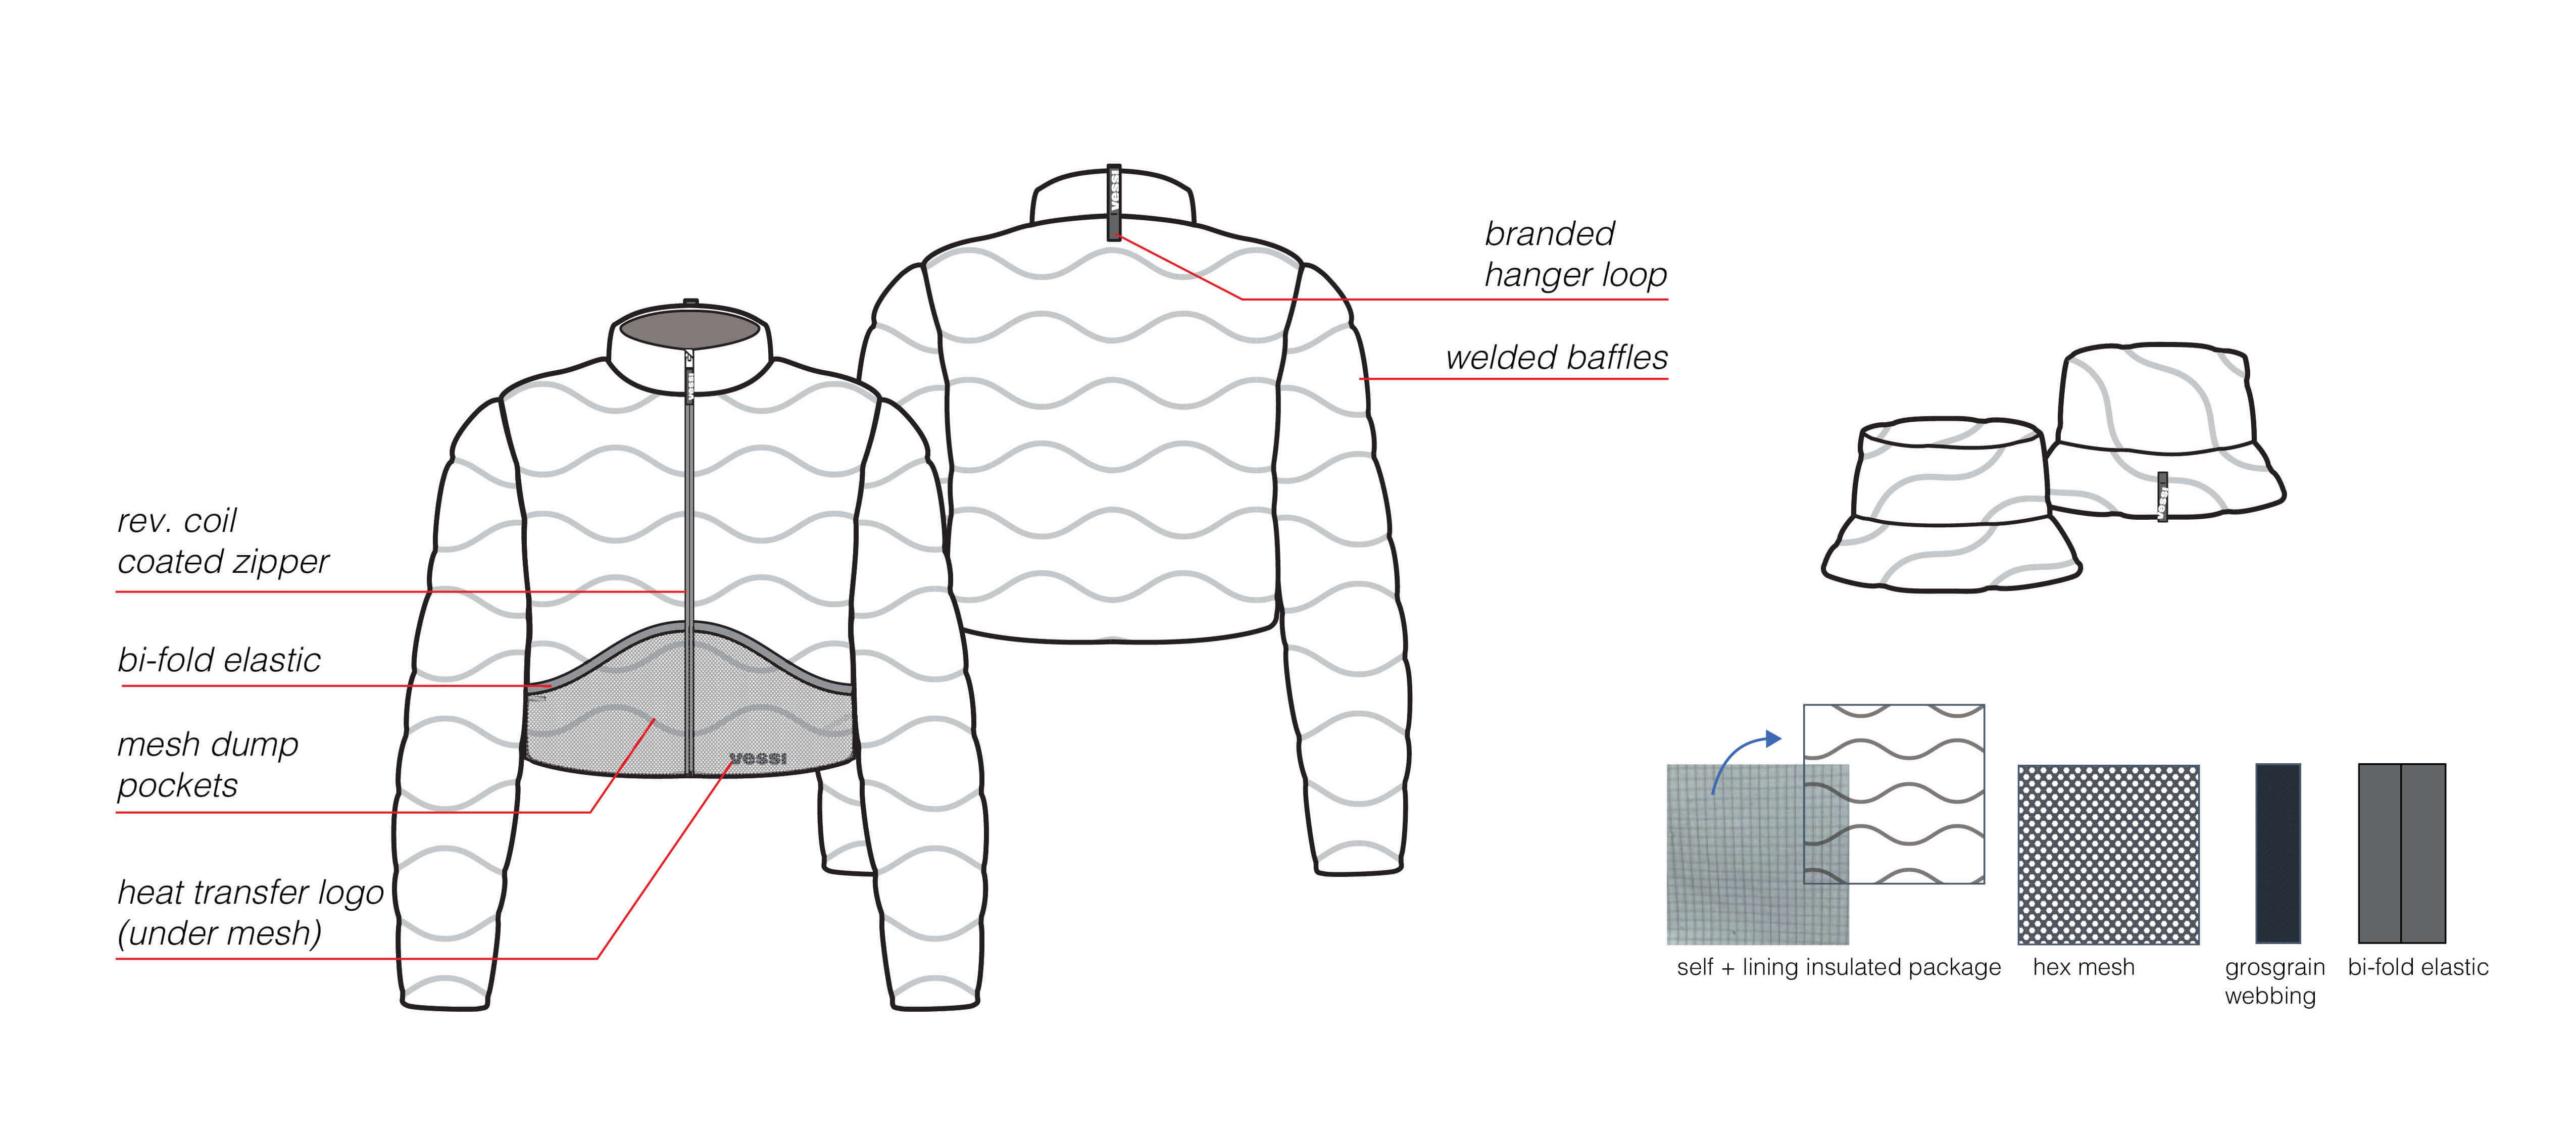 branded
hanger loop
welded baffles
vessi
vessi
rev. coil
coated zipper
bi-fold elastic
mesh dump
pockets
heat transfer logo
(under mesh)
vessi
vessi
self + lining insulated package
hex mesh
grosgrain
webbing
bi-fold elastic